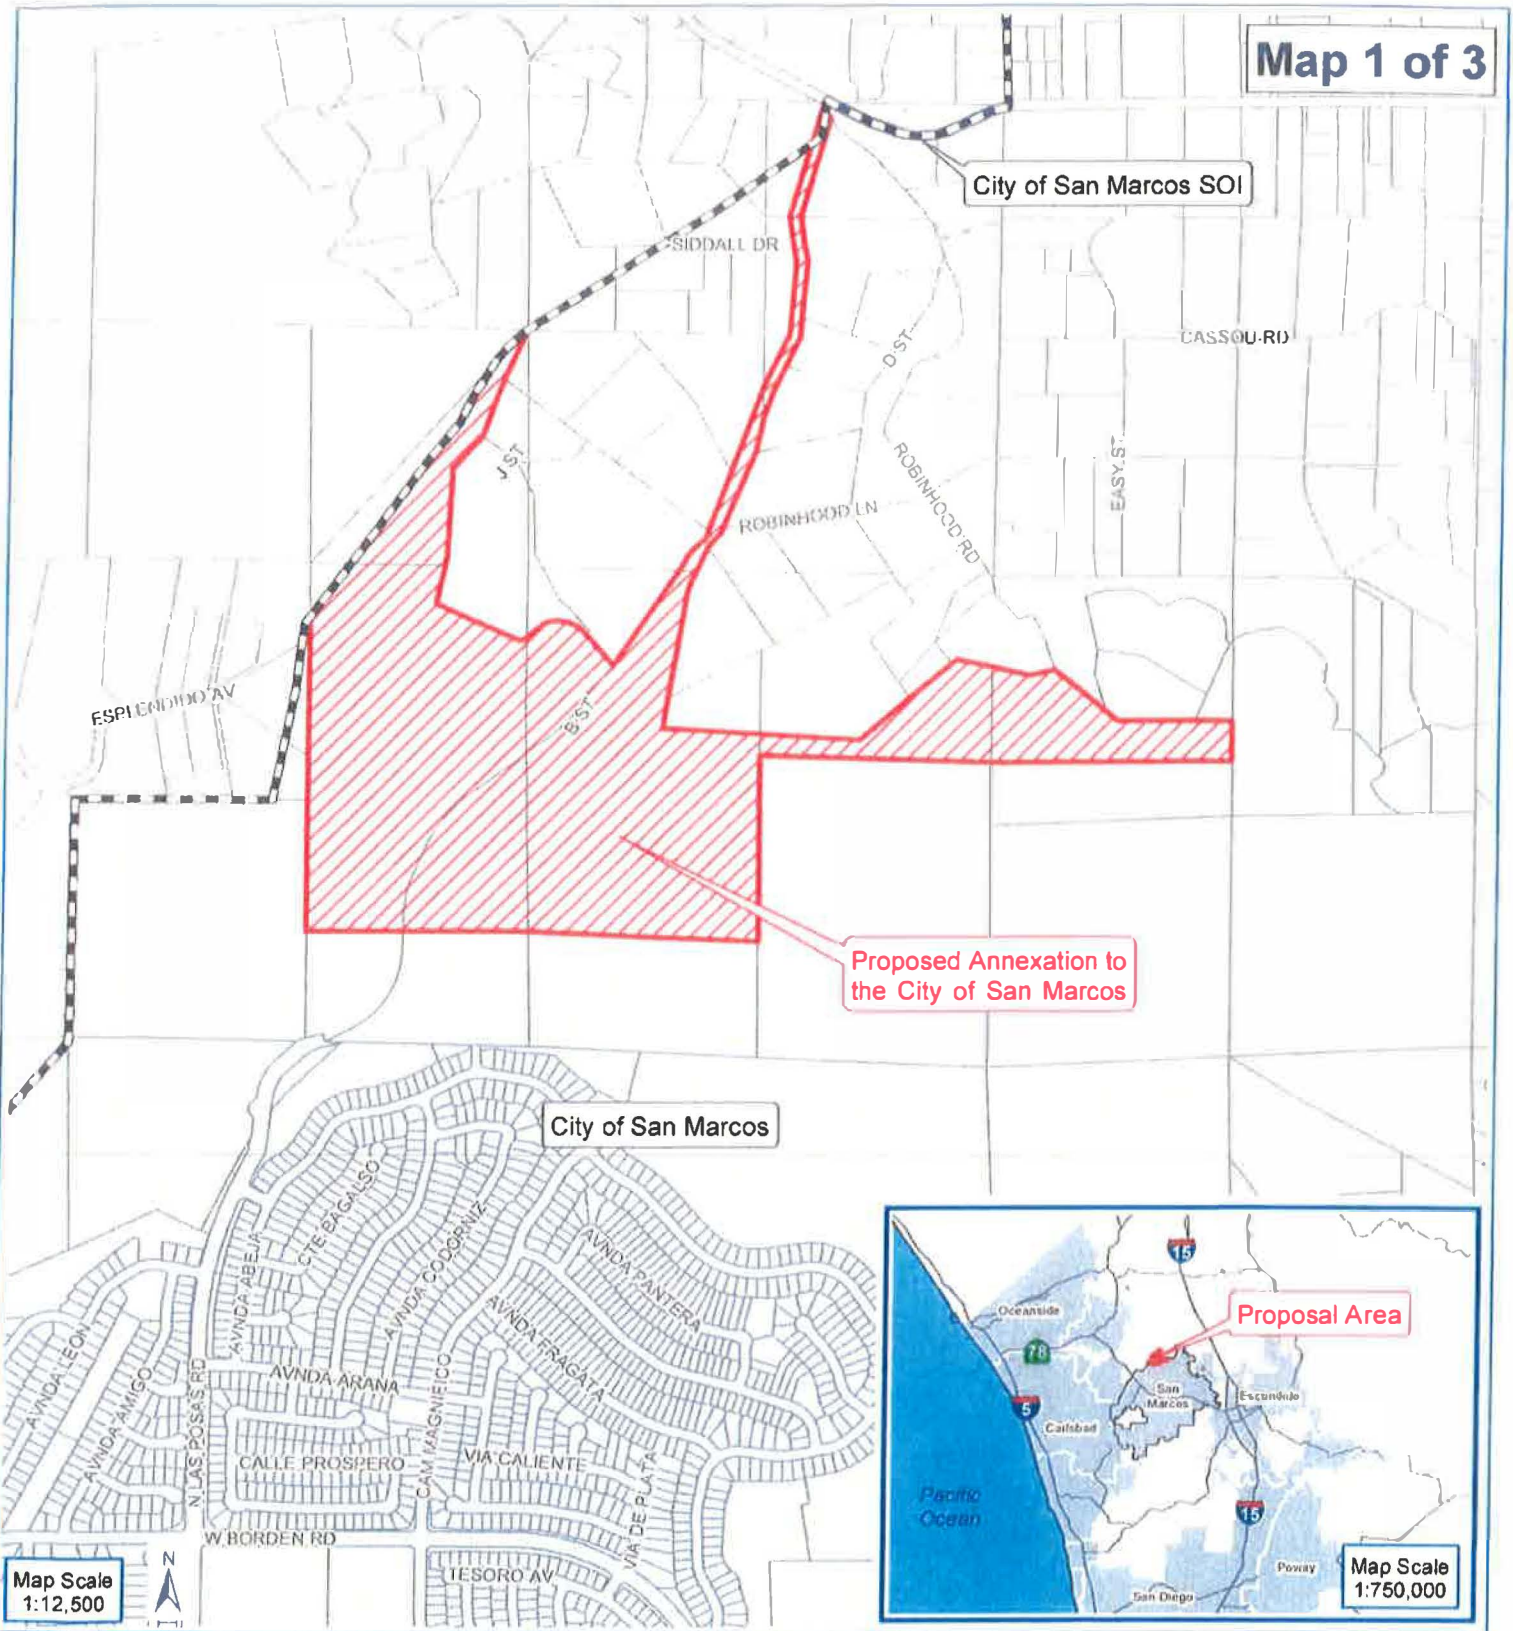 Map 1 of 3
City of San Marcos SOI
SIDDALL DR
CASSOU RD
D ST
J ST
ROBINHOOD RD
EASY ST
ROBINHOOD LN
ESPLENDIDO AV
B ST
Proposed Annexation to
the City of San Marcos
City of San Marcos
CTE BAGALSO
AVNDA CODORNIZ
AVNDA ABEJA
AVNDA PANTERA
AVNDA FRAGATA
AVNDA LEON
AVNDA AMIGO
N LAS POSAS RD
AVNDA ARANA
CAM MAGNIFICO
CALLE PROSPERO
VIA CALIENTE
VIA DE PLATA
W BORDEN RD
TESORO AV
Map Scale
1:12,500
N
15
Oceanside
Proposal Area
78
San
Marcos
Escondido
5
Carlsbad
Pacific
Ocean
15
Poway
San Diego
Map Scale
1:750,000